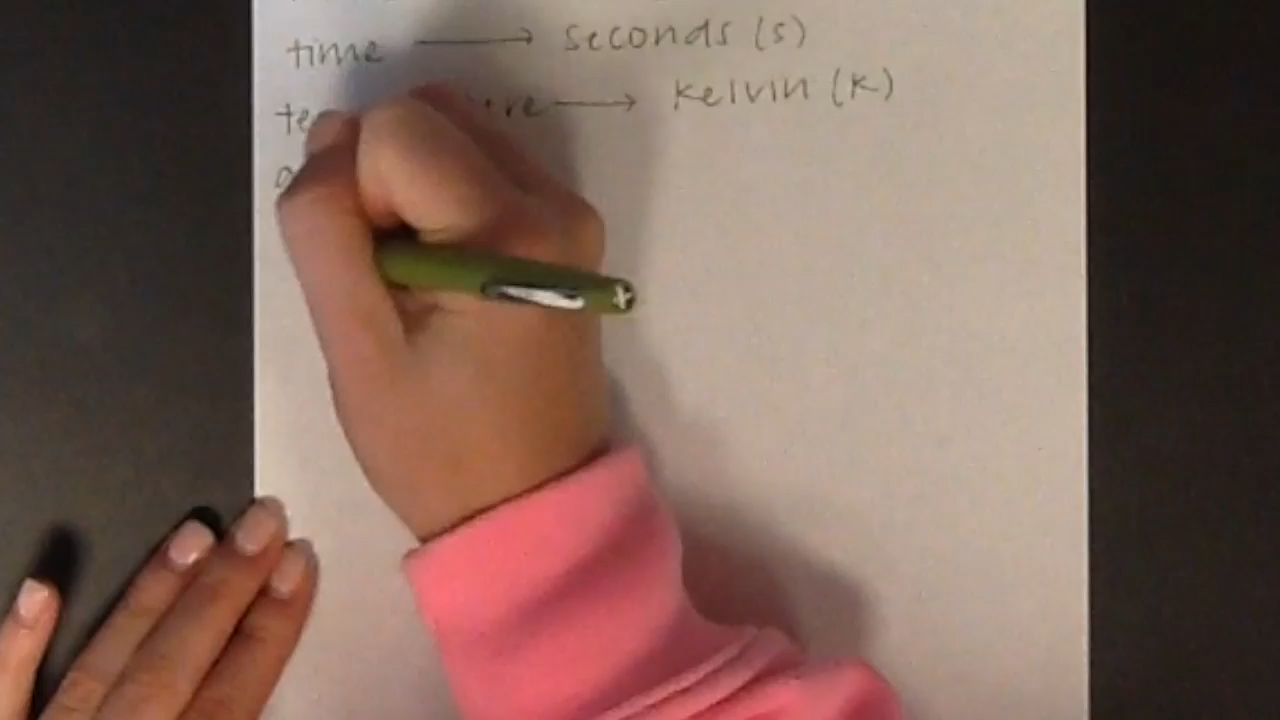 time → seconds (s)
→ Kelvin (K)